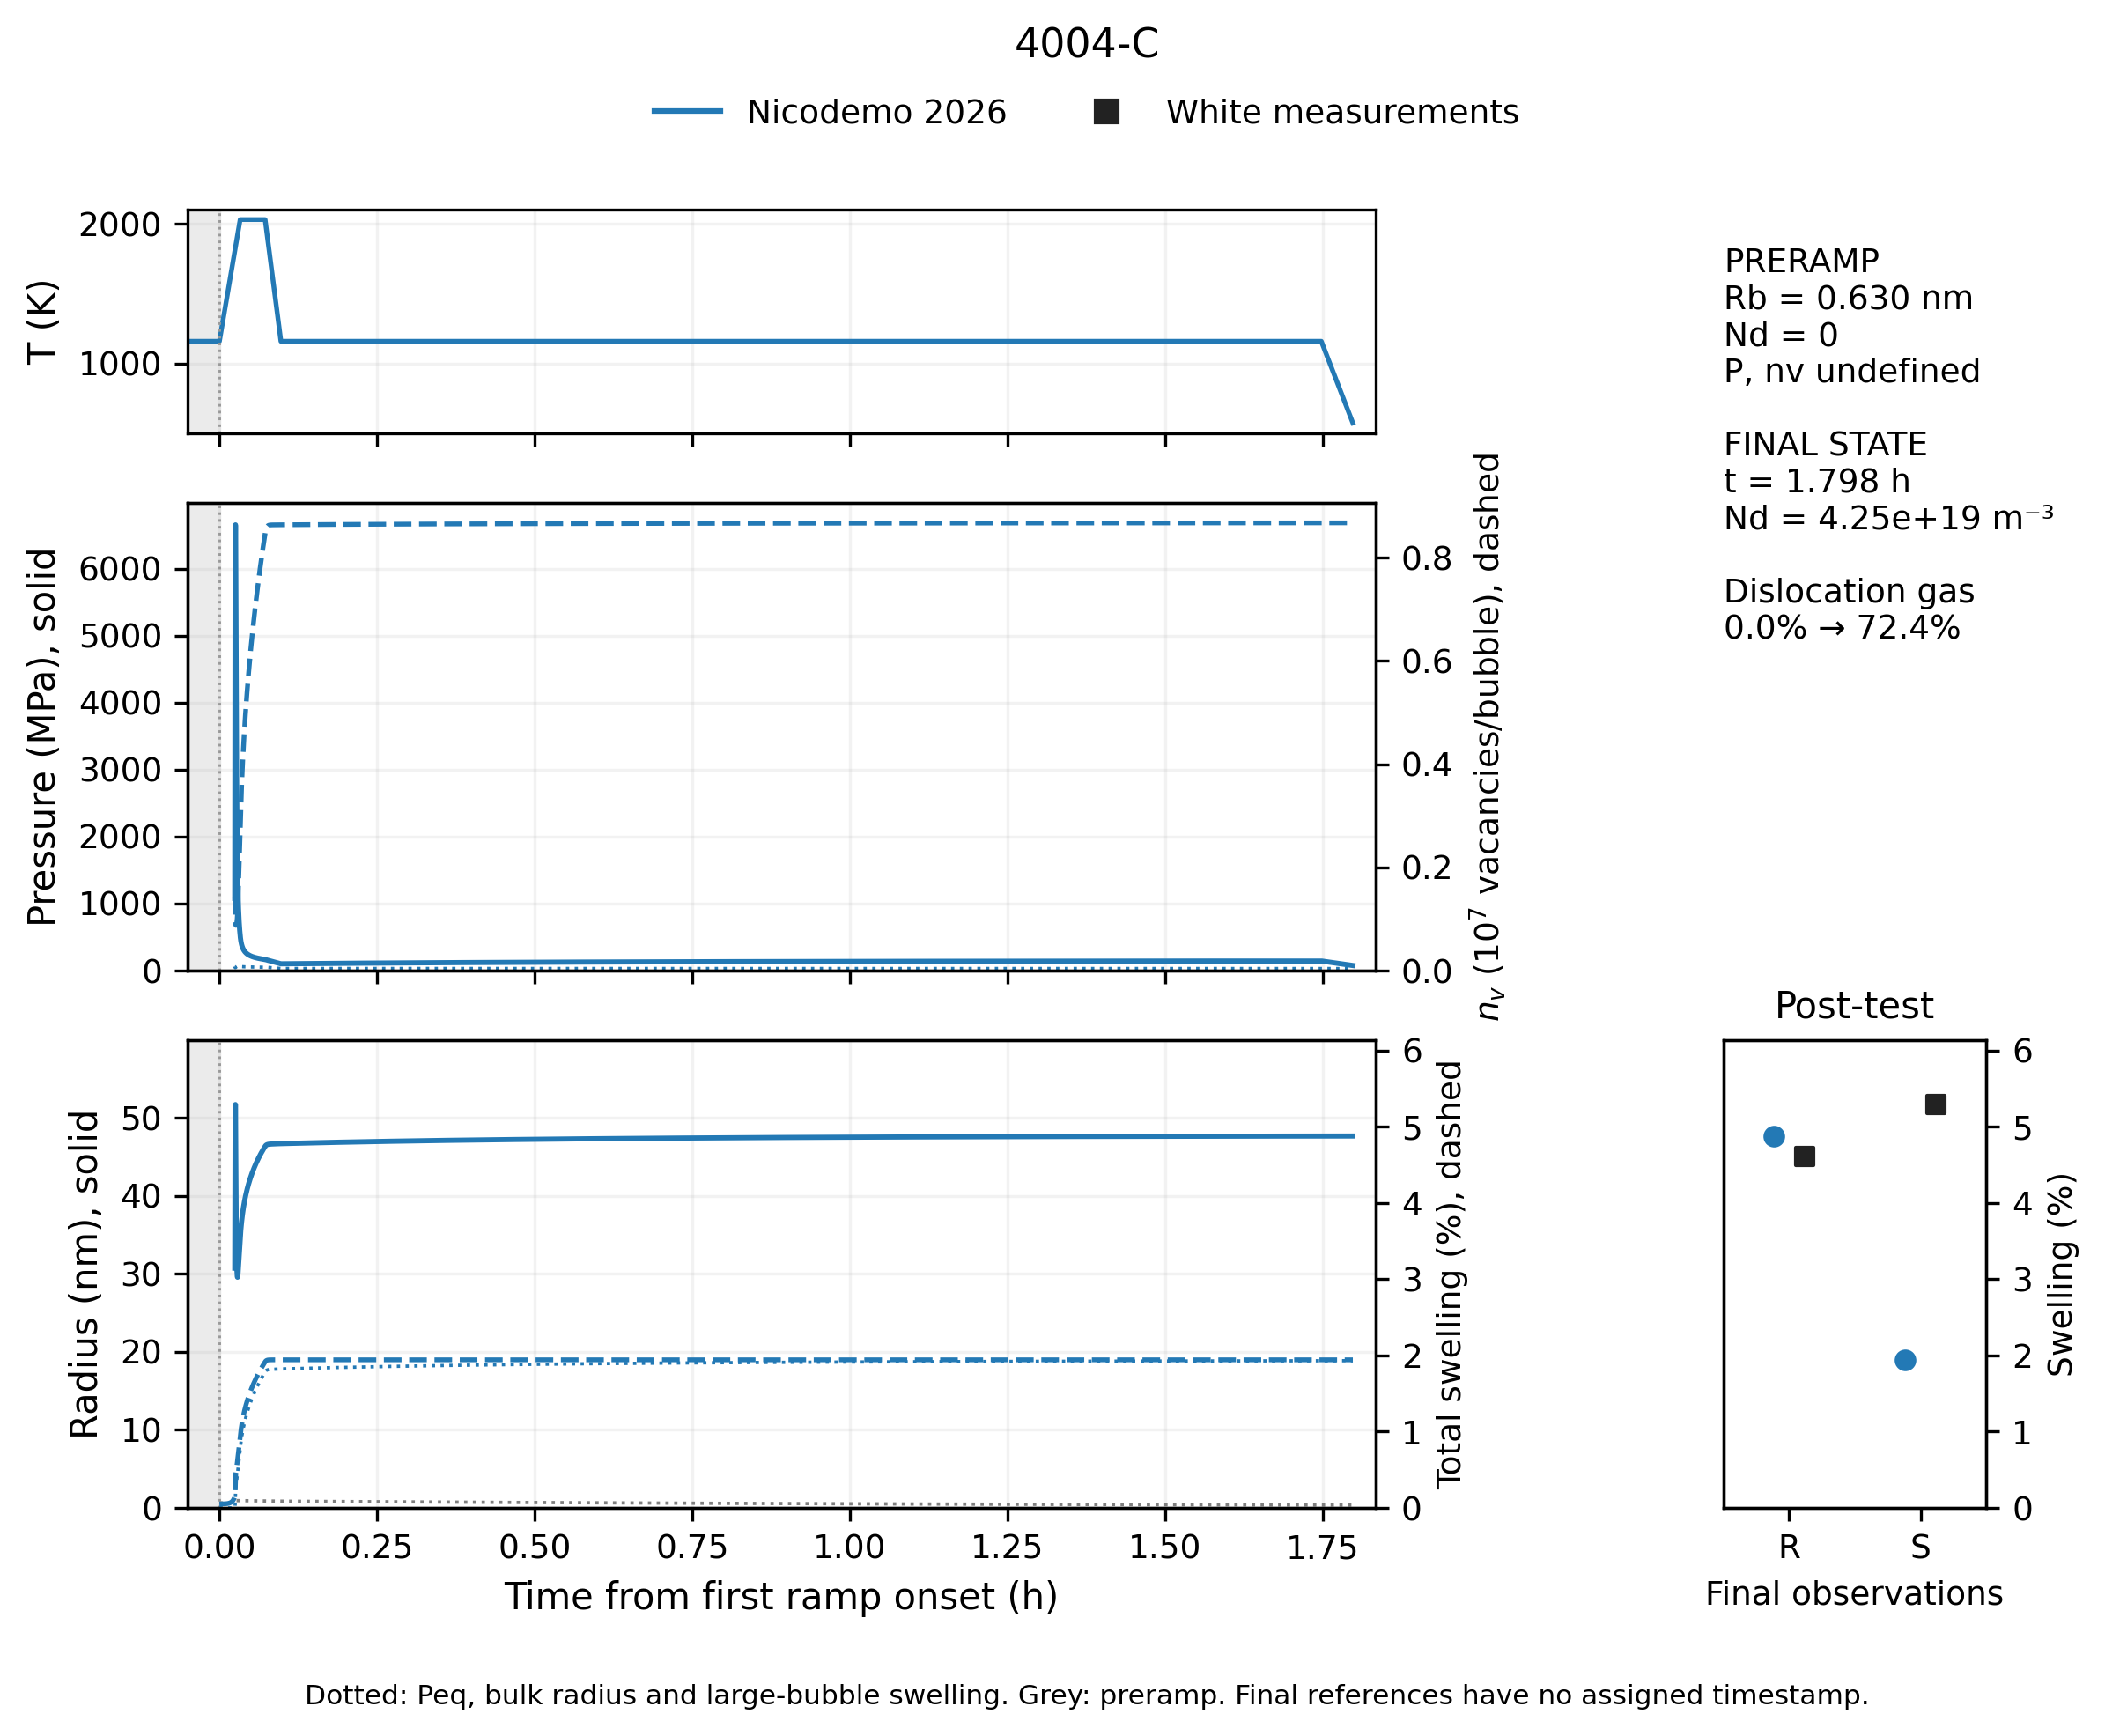 4004-C
Nicodemo 2026
White measurements
2000
1000
T (K)
PRERAMP
Rb = 0.630 nm
Nd = 0
P, nv undefined
FINAL STATE
t = 1.798 h
Nd = 4.25e+19 m⁻³
Dislocation gas
0.0% → 72.4%
6000
5000
4000
3000
2000
1000
0
Pressure (MPa), solid
0.8
0.6
0.4
0.2
0.0
nᵥ (10⁷ vacancies/bubble), dashed
50
40
30
20
10
0
Radius (nm), solid
6
5
4
3
2
1
0
Total swelling (%), dashed
0.00 0.25 0.50 0.75 1.00 1.25 1.50 1.75
Time from first ramp onset (h)
Post-test
6
5
4
3
2
1
0
Swelling (%)
R S
Final observations
Dotted: Peq, bulk radius and large-bubble swelling. Grey: preramp. Final references have no assigned timestamp.